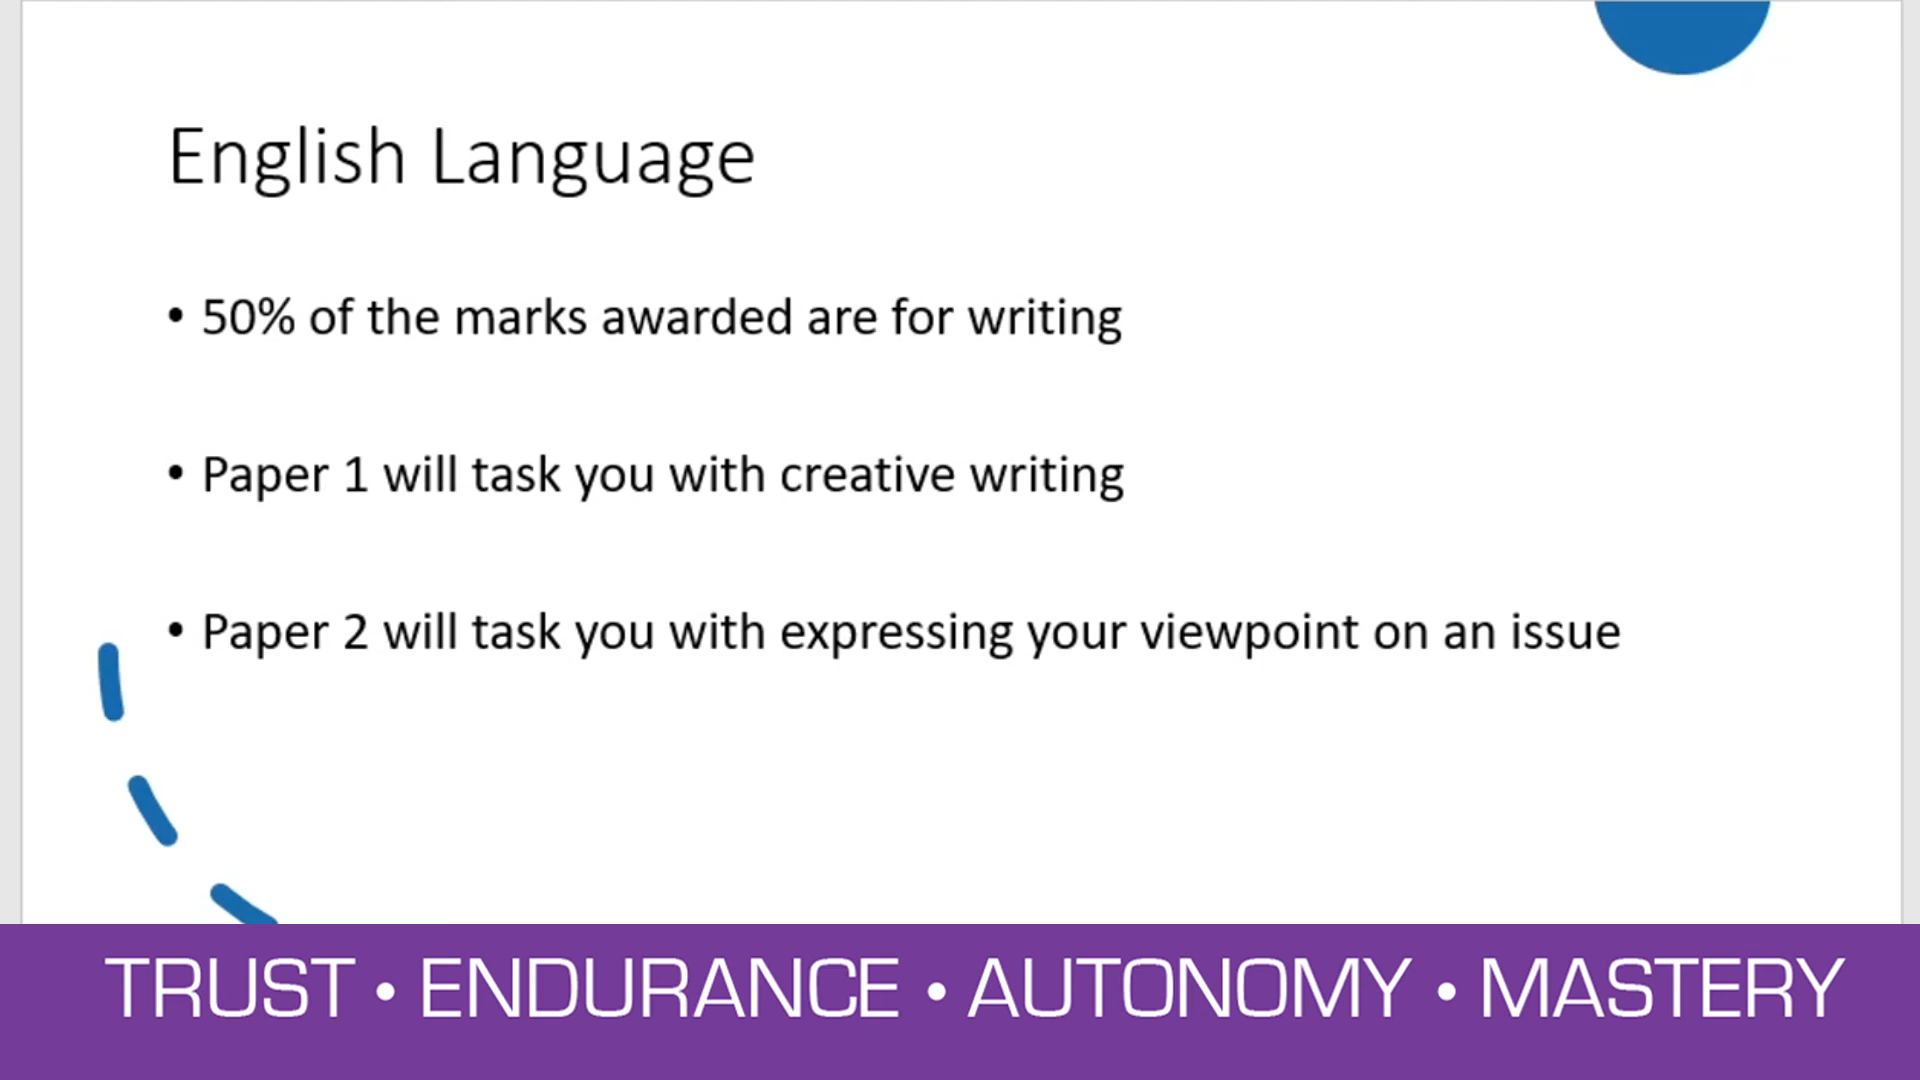 English Language
• 50% of the marks awarded are for writing
• Paper 1 will task you with creative writing
• Paper 2 will task you with expressing your viewpoint on an issue
TRUST • ENDURANCE • AUTONOMY • MASTERY